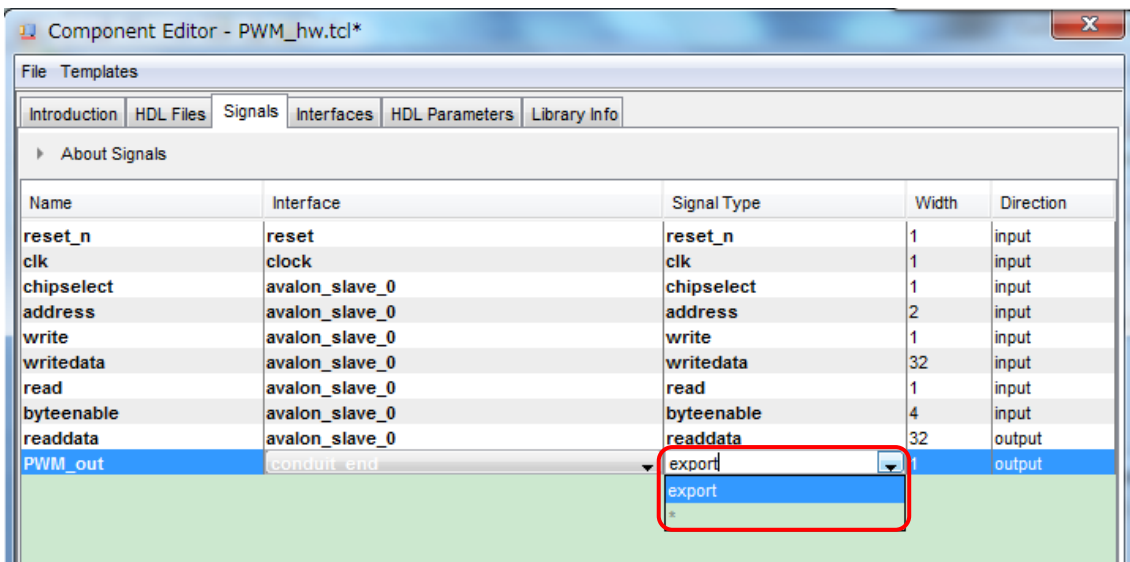 Component Editor - PWM_hw.tcl*
File Templates
Introduction HDL Files Signals Interfaces HDL Parameters Library Info
About Signals
Name Interface Signal Type Width Direction
reset_n reset reset_n 1 input
clk clock clk 1 input
chipselect avalon_slave_0 chipselect 1 input
address avalon_slave_0 address 2 input
write avalon_slave_0 write 1 input
writedata avalon_slave_0 writedata 32 input
read avalon_slave_0 read 1 input
byteenable avalon_slave_0 byteenable 4 input
readdata avalon_slave_0 readdata 32 output
PWM_out conduit_end export 1 output
export
*